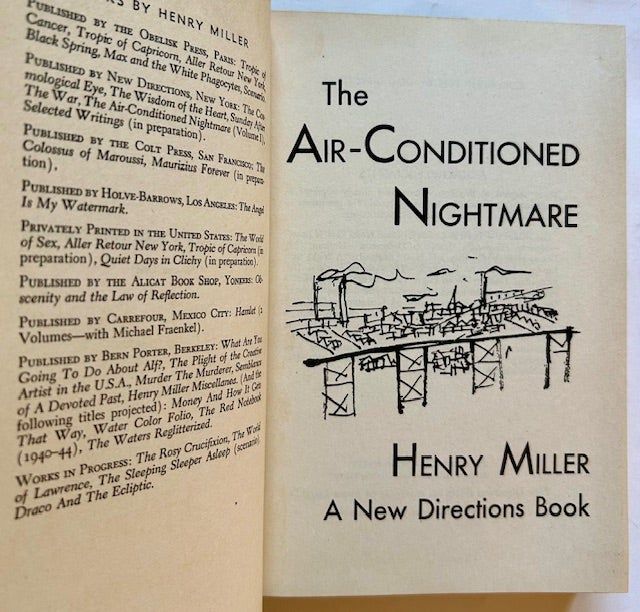 KS BY HENRY MILLER
PUBLISHED BY THE OBELISK PRESS, PARIS: Tropic of
Cancer, Tropic of Capricorn, Aller Retour New York,
Black Spring, Max and the White Phagocytes, Scenario.
PUBLISHED BY NEW DIRECTIONS, NEW YORK: The Cos-
mological Eye, The Wisdom of the Heart, Sunday After
The War, The Air-Conditioned Nightmare (Volume I),
Selected Writings (in preparation).
PUBLISHED BY THE COLT PRESS, SAN FRANCISCO: The
Colossus of Maroussi, Maurizius Forever (in prepara-
tion).
PUBLISHED BY HOLVE-BARROWS, LOS ANGELES: The Angel
Is My Watermark.
PRIVATELY PRINTED IN THE UNITED STATES: The World
of Sex, Aller Retour New York, Tropic of Capricorn (in
preparation), Quiet Days in Clichy (in preparation).
PUBLISHED BY THE ALICAT BOOK SHOP, YONKERS: Ob-
scenity and the Law of Reflection.
PUBLISHED BY CARREFOUR, MEXICO CITY: Hamlet (2
Volumes—with Michael Fraenkel).
PUBLISHED BY BERN PORTER, BERKELEY: What Are You
Going To Do About Alf?, The Plight of the Creative
Artist in the U.S.A., Murder The Murderer, Semblance
of A Devoted Past, Henry Miller Miscellanea. (And the
following titles projected): Money And How It Gets
That Way, Water Color Folio, The Red Notebook
(1940-44), The Waters Reglitterized.
WORKS IN PROGRESS: The Rosy Crucifixion, The World
of Lawrence, The Sleeping Sleeper Asleep (scenario),
Draco And The Ecliptic.
The
AIR-CONDITIONED
NIGHTMARE
HENRY MILLER
A New Directions Book